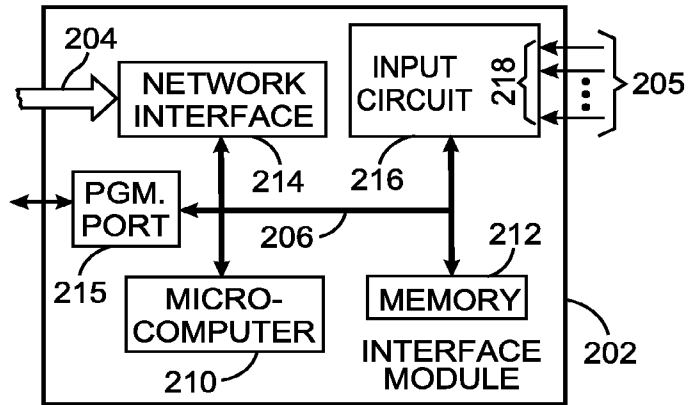 204
NETWORK
INTERFACE
214
INPUT
CIRCUIT
218
205
216
PGM.
PORT
215
206
212
MICRO-
COMPUTER
210
MEMORY
INTERFACE
MODULE
202